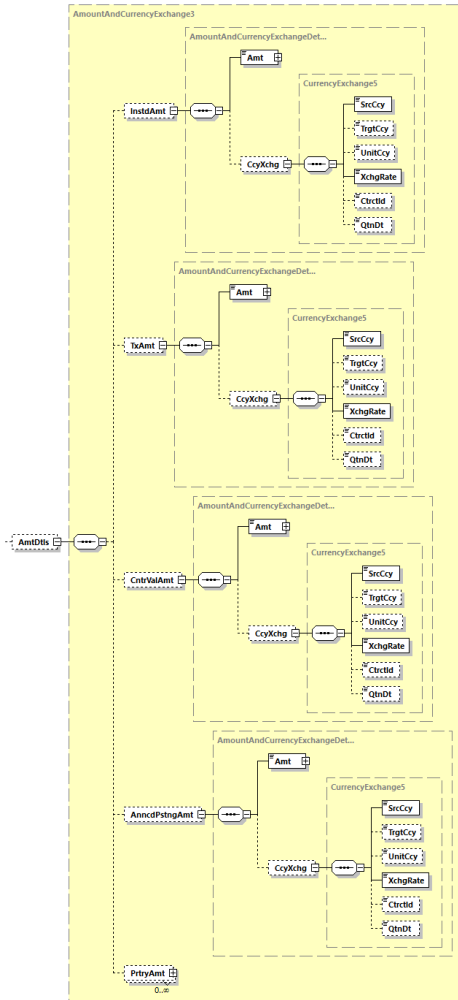 AmountAndCurrencyExchange3
AmountAndCurrencyExchangeDet...
Amt
CurrencyExchange5
SrcCcy
InstdAmt
TrgtCcy
UnitCcy
CcyXchg
XchgRate
CtrctId
QtnDt
AmountAndCurrencyExchangeDet...
Amt
CurrencyExchange5
SrcCcy
TxAmt
TrgtCcy
UnitCcy
CcyXchg
XchgRate
CtrctId
QtnDt
AmountAndCurrencyExchangeDet...
Amt
AmtDtls
CurrencyExchange5
SrcCcy
CntrValAmt
TrgtCcy
UnitCcy
CcyXchg
XchgRate
CtrctId
QtnDt
AmountAndCurrencyExchangeDet...
Amt
CurrencyExchange5
SrcCcy
AnncdPstngAmt
TrgtCcy
UnitCcy
CcyXchg
XchgRate
CtrctId
QtnDt
PrtryAmt
0..∞